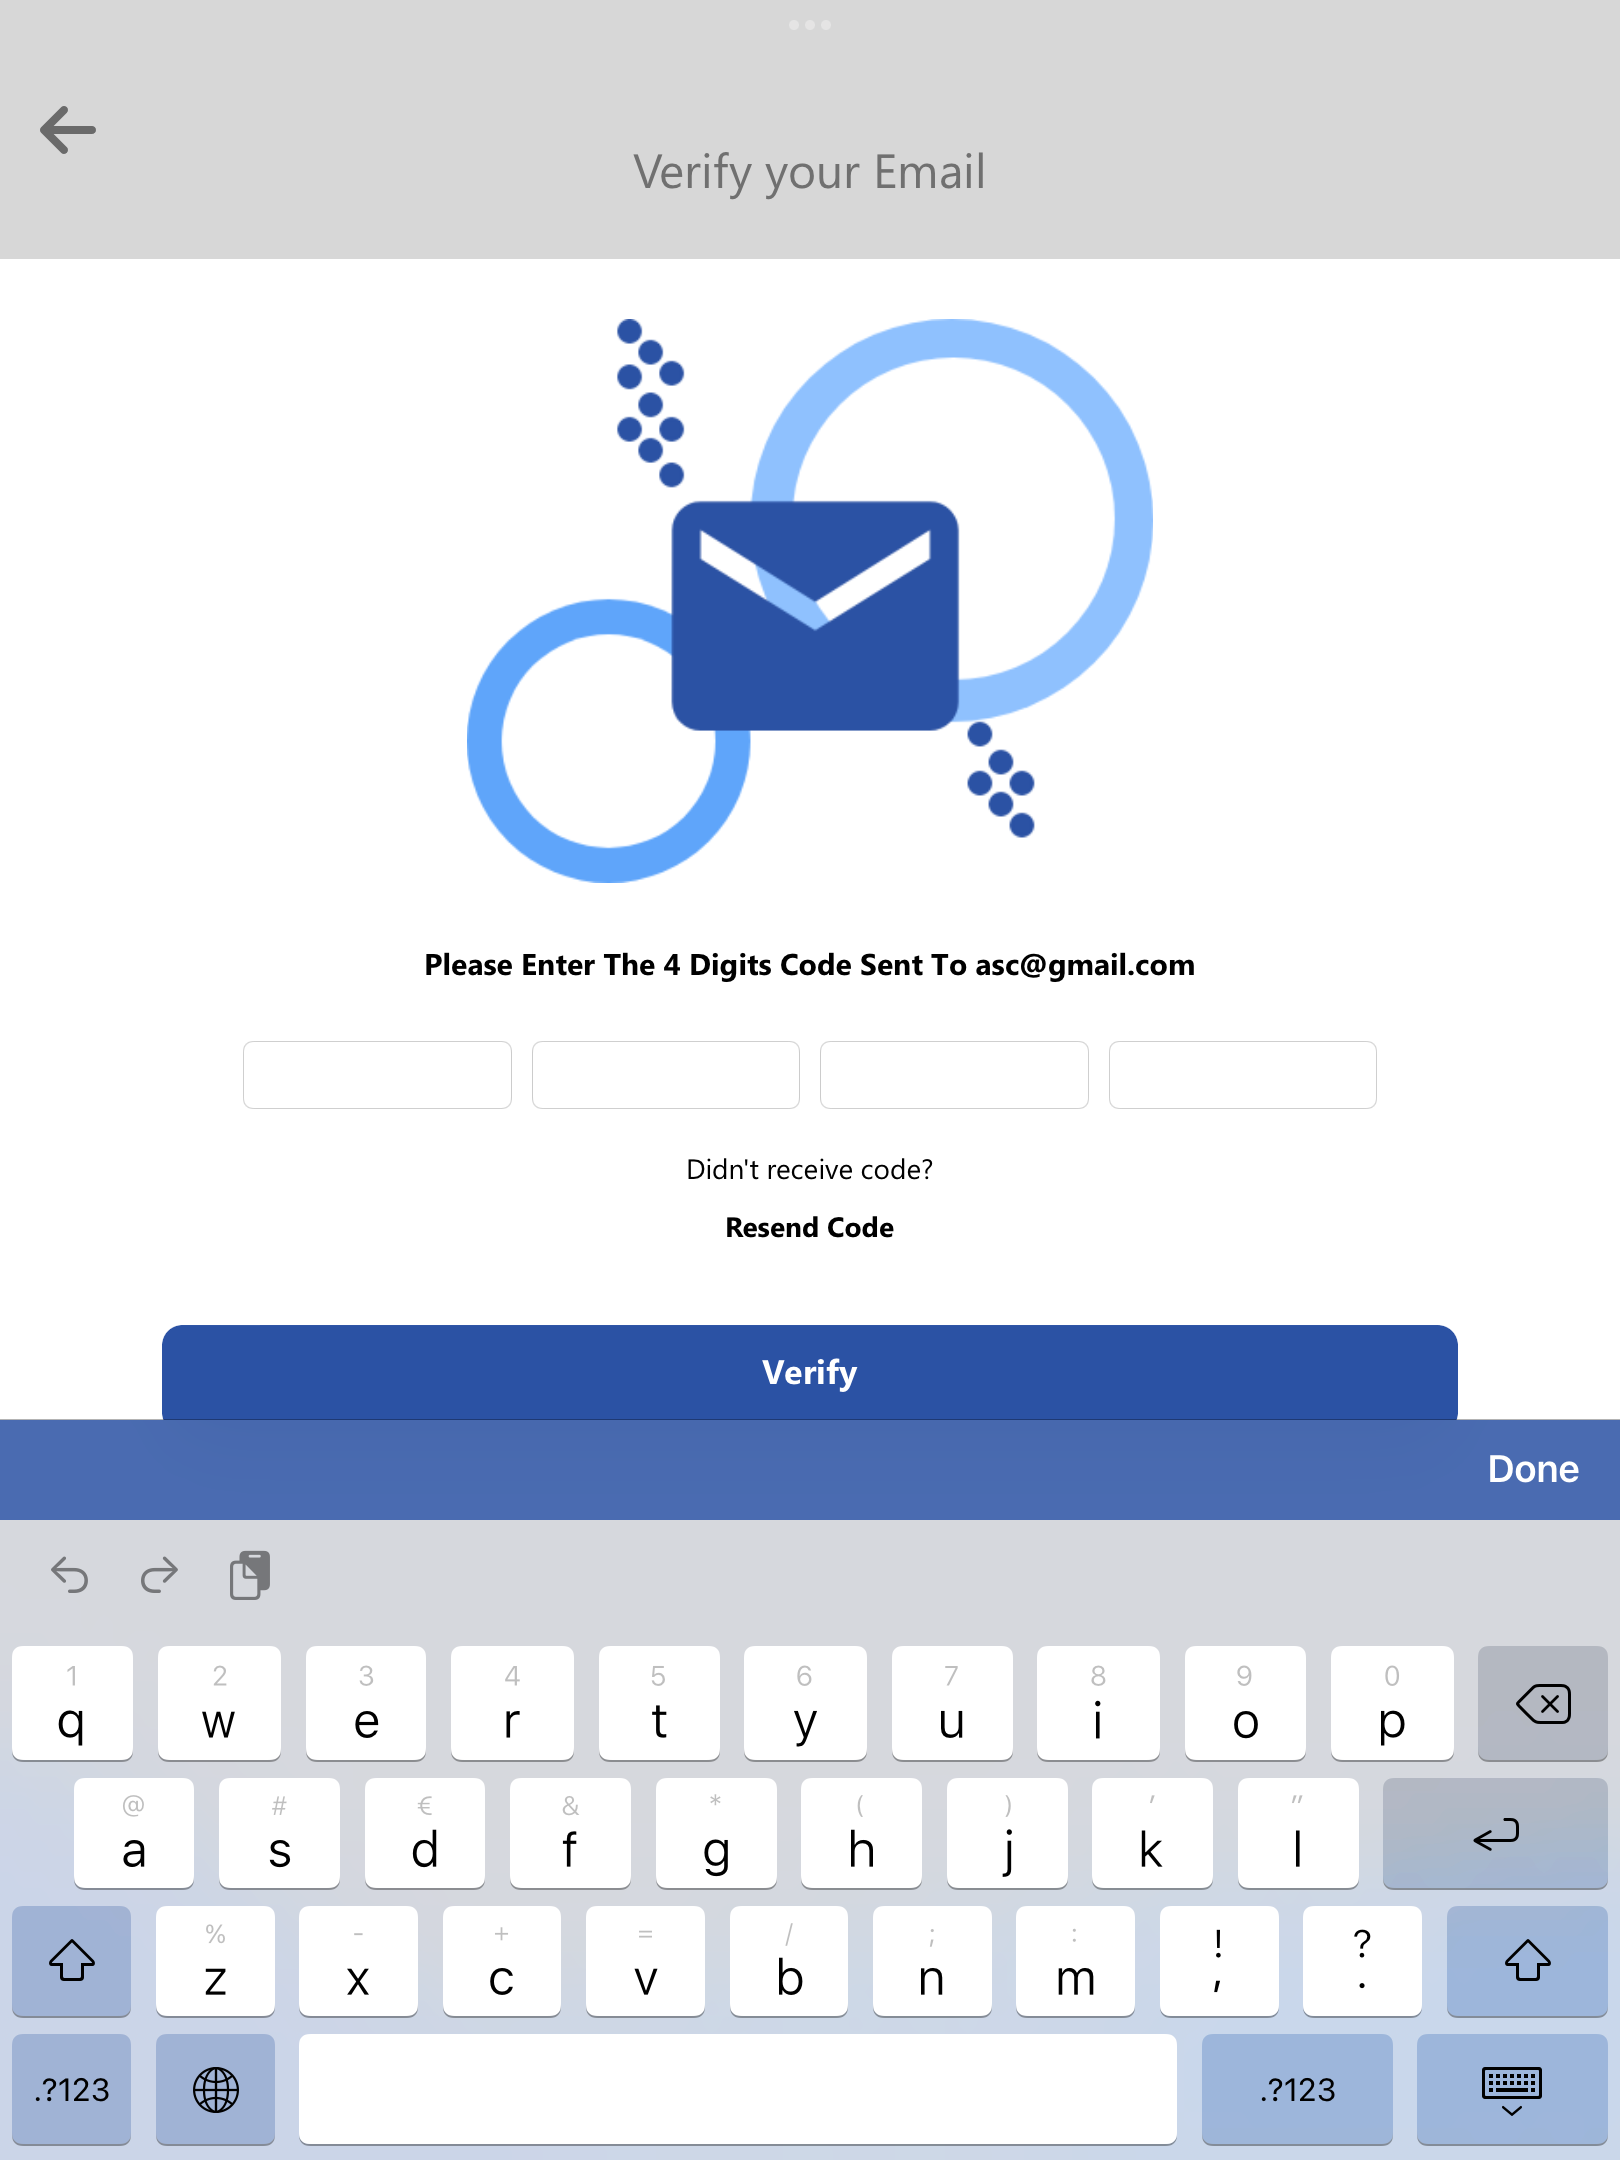 Verify your Email
Please Enter The 4 Digits Code Sent To asc@gmail.com
Didn't receive code?
Resend Code
Verify
Done
1 2 3 4 5 6 7 8 9 0
q w e r t y u i o p
@ # € & * ( ) ' "
a s d f g h j k l
% - + = / ; : ! ?
z x c v b n m , .
.?123 .?123